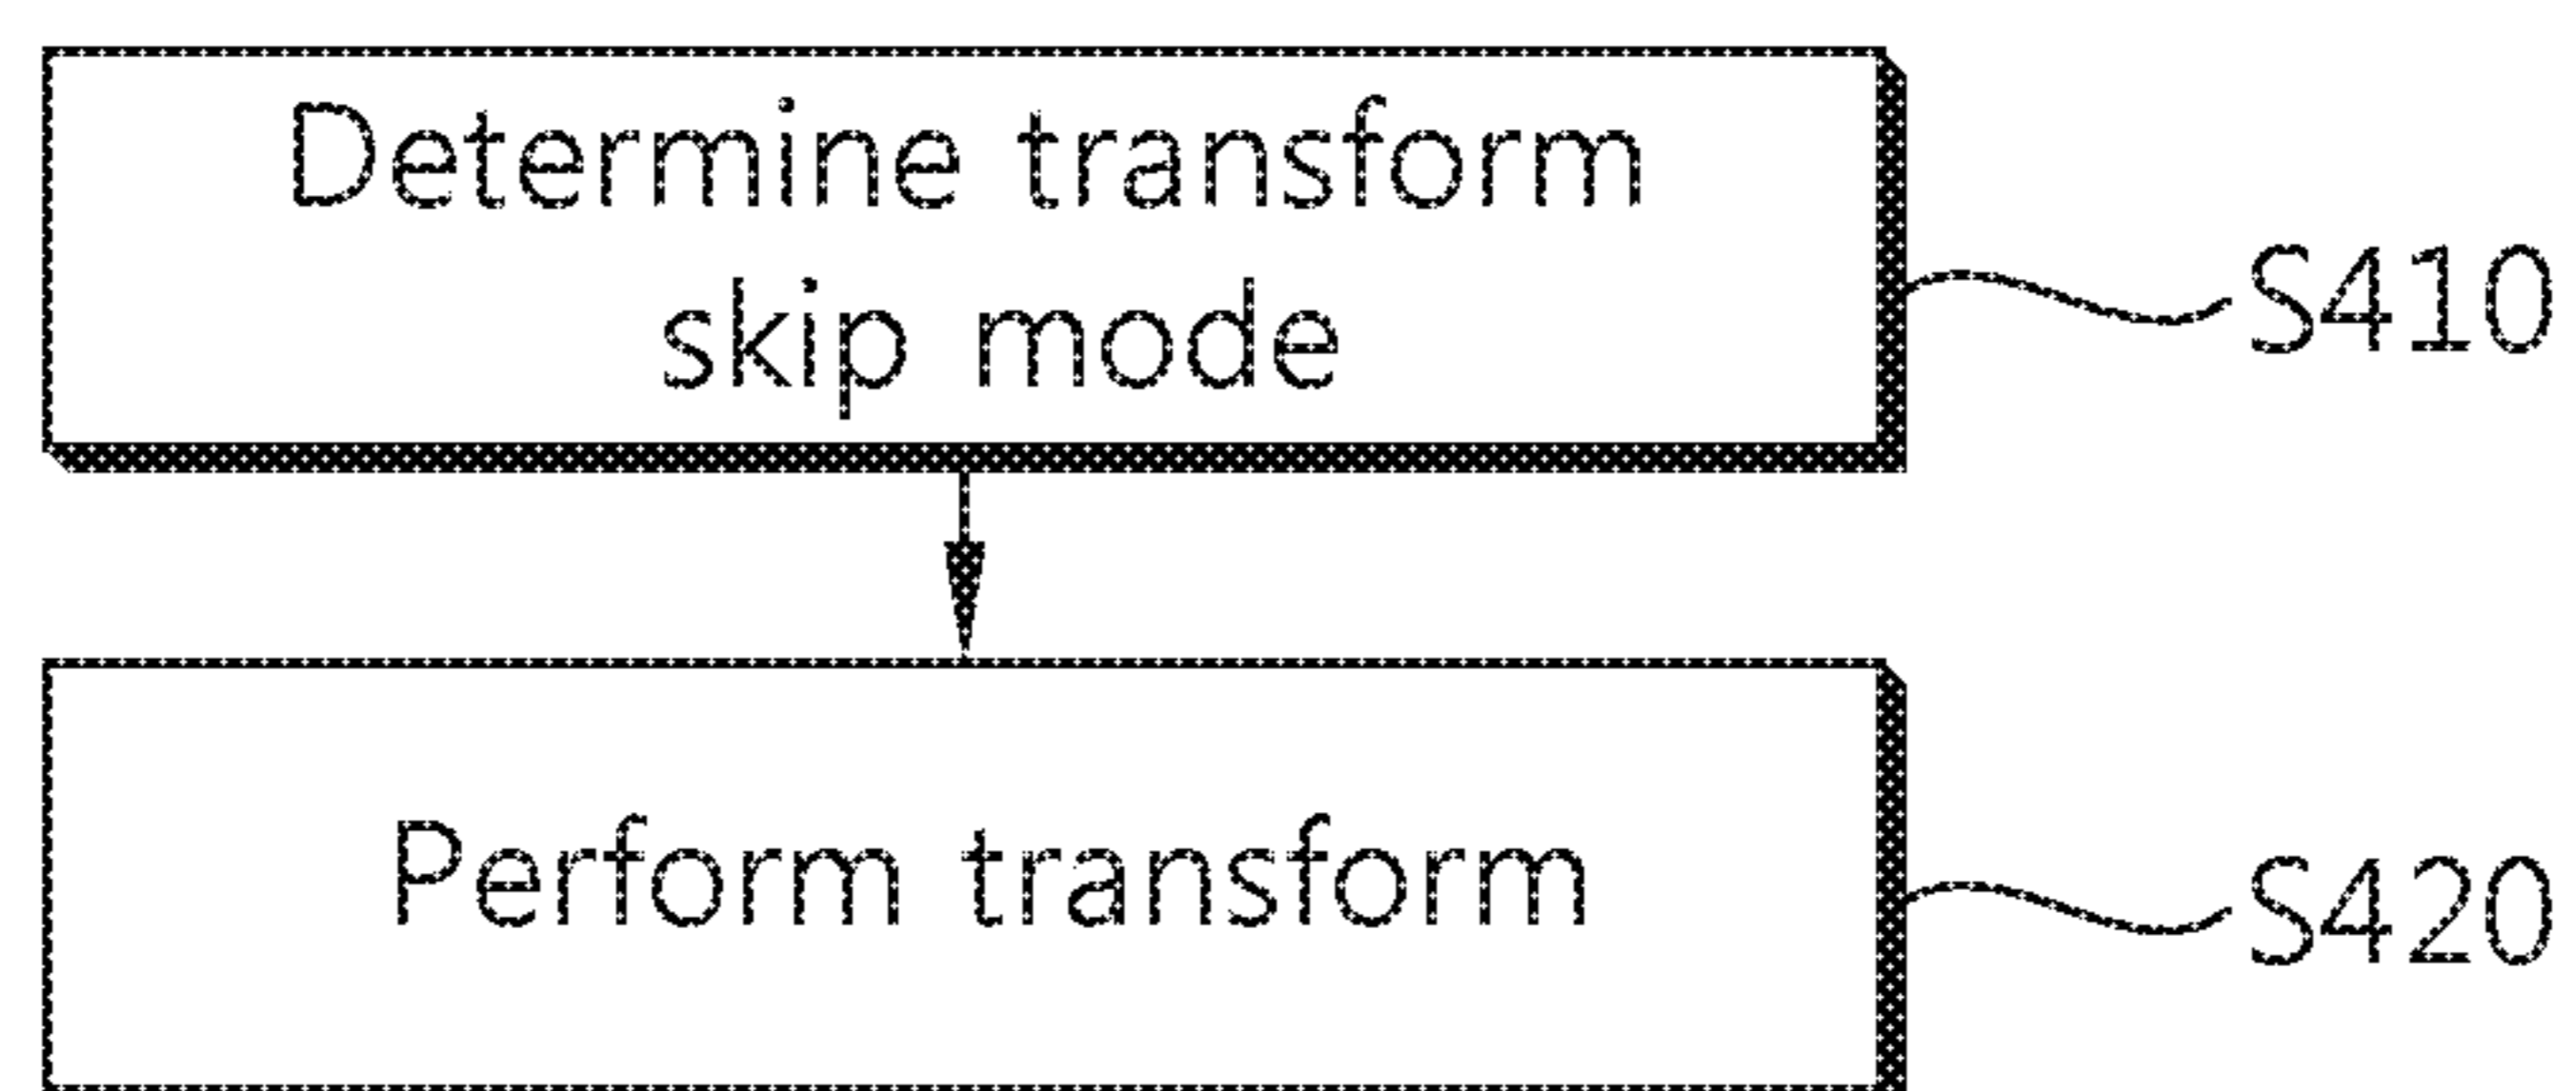 Determine transform
skip mode
S410
Perform transform
S420